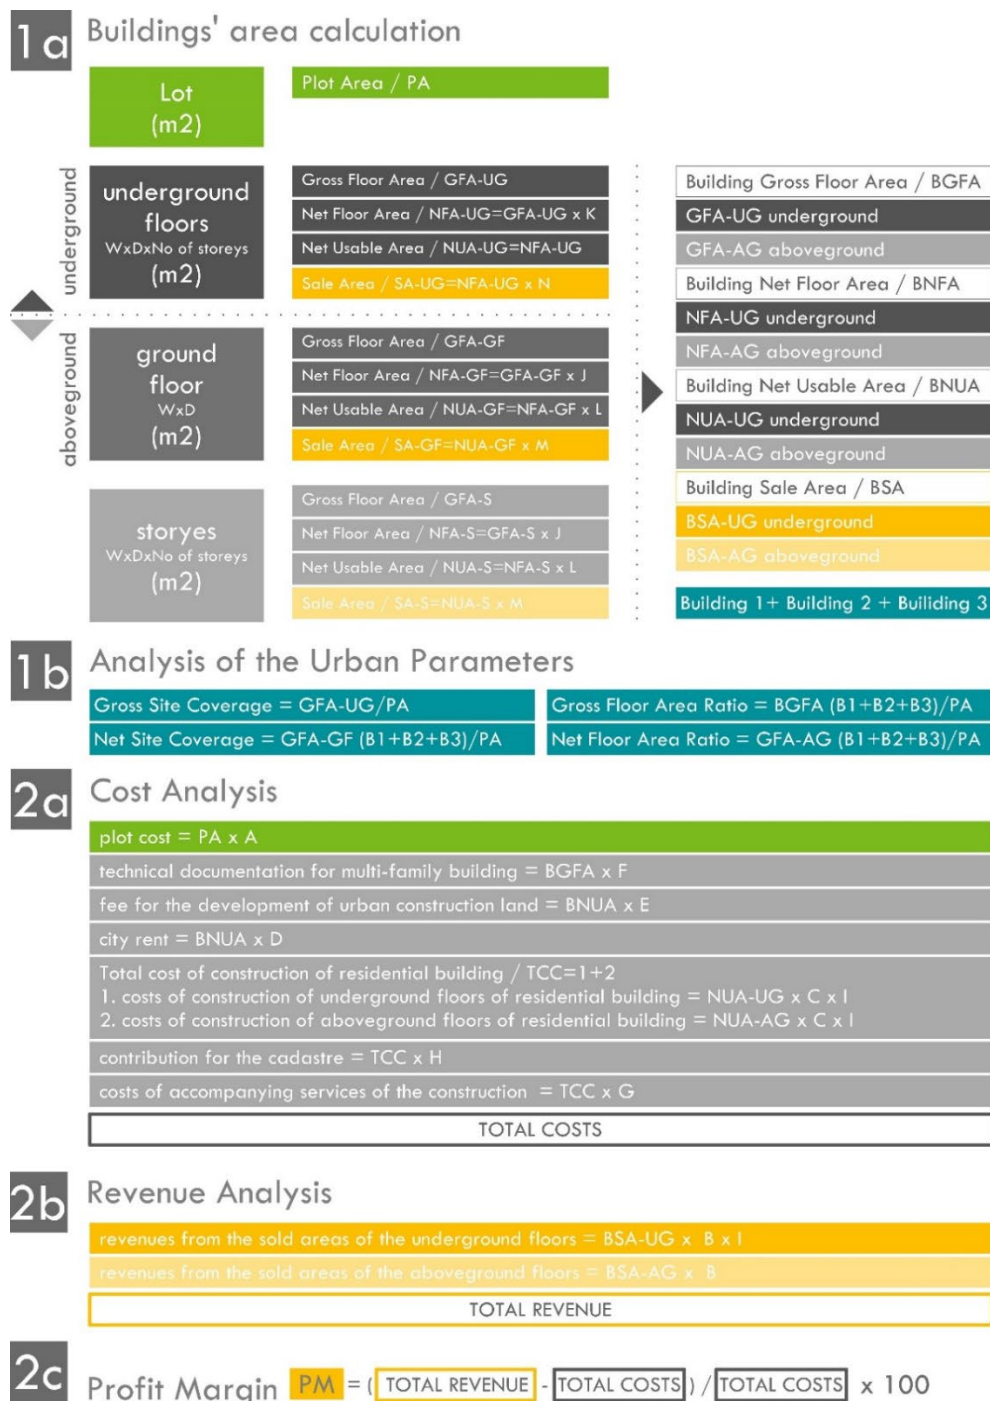 1a Buildings' area calculation
Lot
(m2)
Plot Area / PA
underground
underground
floors
WxDxNo of storeys
(m2)
Gross Floor Area / GFA-UG
Net Floor Area / NFA-UG=GFA-UG x K
Net Usable Area / NUA-UG=NFA-UG
Sale Area / SA-UG=NFA-UG x N
aboveground
ground
floor
WxD
(m2)
Gross Floor Area / GFA-GF
Net Floor Area / NFA-GF=GFA-GF x J
Net Usable Area / NUA-GF=NFA-GF x L
Sale Area / SA-GF=NUA-GF x M
storyes
WxDxNo of storeys
(m2)
Gross Floor Area / GFA-S
Net Floor Area / NFA-S=GFA-S x J
Net Usable Area / NUA-S=NFA-S x L
Sale Area / SA-S=NUA-S x M
Building Gross Floor Area / BGFA
GFA-UG underground
GFA-AG aboveground
Building Net Floor Area / BNFA
NFA-UG underground
NFA-AG aboveground
Building Net Usable Area / BNUA
NUA-UG underground
NUA-AG aboveground
Building Sale Area / BSA
BSA-UG underground
BSA-AG aboveground
Building 1+ Building 2 + Builiding 3
1b Analysis of the Urban Parameters
Gross Site Coverage = GFA-UG/PA
Net Site Coverage = GFA-GF (B1+B2+B3)/PA
Gross Floor Area Ratio = BGFA (B1+B2+B3)/PA
Net Floor Area Ratio = GFA-AG (B1+B2+B3)/PA
2a Cost Analysis
plot cost = PA x A
technical documentation for multi-family building = BGFA x F
fee for the development of urban construction land = BNUA x E
city rent = BNUA x D
Total cost of construction of residential building / TCC=1+2
1. costs of construction of underground floors of residential building = NUA-UG x C x I
2. costs of construction of aboveground floors of residential building = NUA-AG x C x I
contribution for the cadastre = TCC x H
costs of accompanying services of the construction = TCC x G
TOTAL COSTS
2b Revenue Analysis
revenues from the sold areas of the underground floors = BSA-UG x B x I
revenues from the sold areas of the aboveground floors = BSA-AG x B
TOTAL REVENUE
2c Profit Margin PM = ( TOTAL REVENUE - TOTAL COSTS ) / TOTAL COSTS x 100